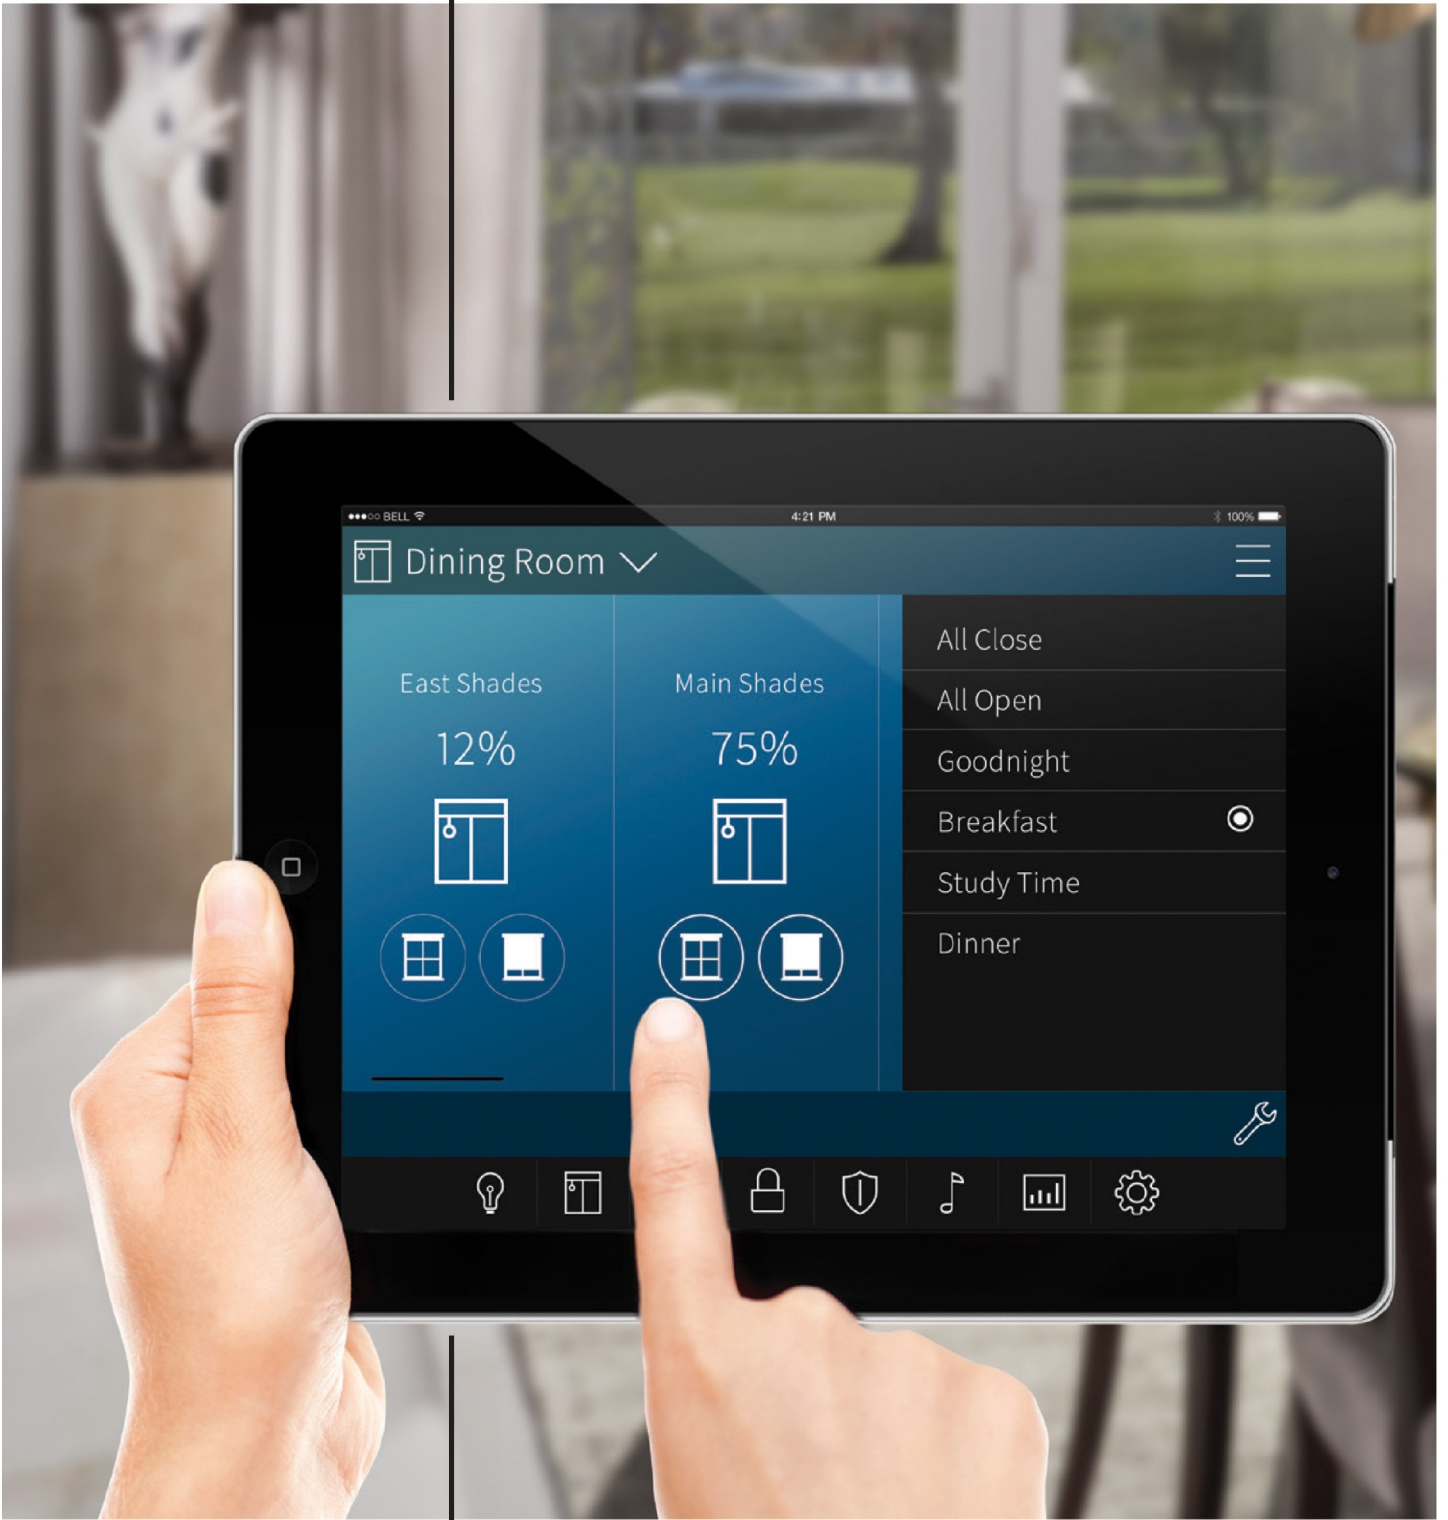 BELL
4:21 PM
100%
Dining Room
East Shades
12%
Main Shades
75%
All Close
All Open
Goodnight
Breakfast
Study Time
Dinner